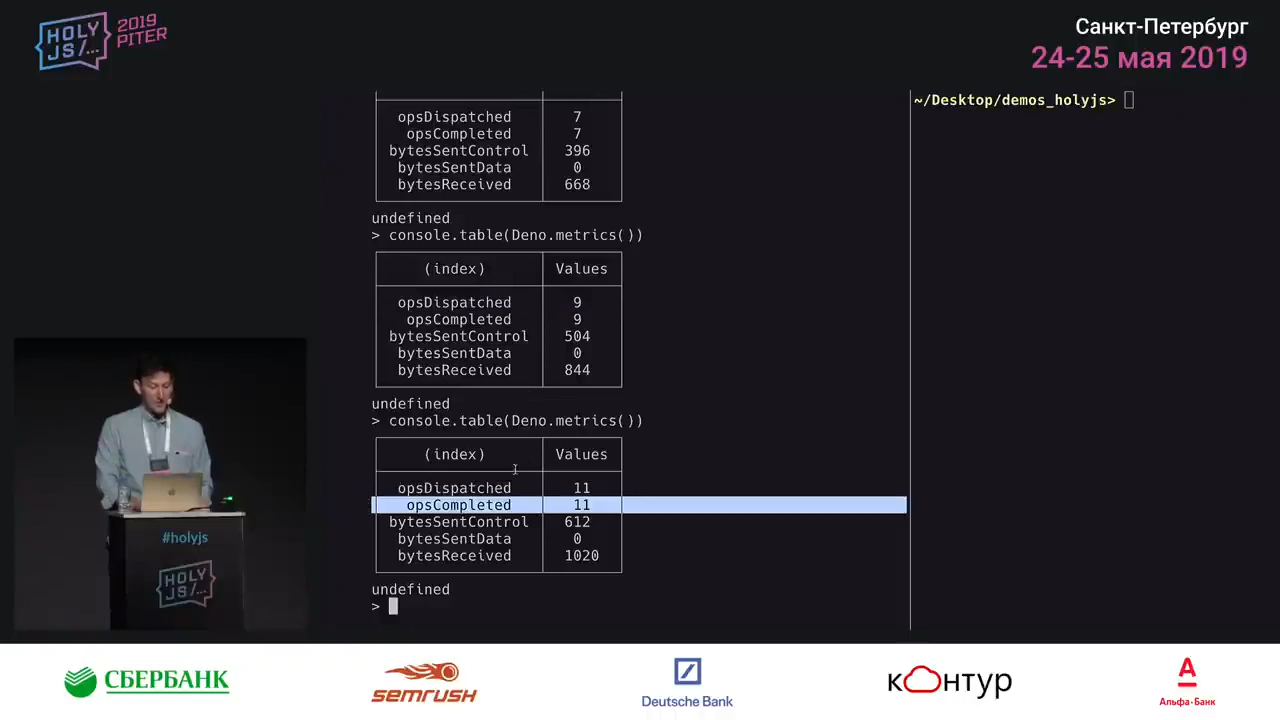 HOLY JS/... 2019 PITER
Санкт-Петербург
24-25 мая 2019
opsDispatched 7
opsCompleted 7
bytesSentControl 396
bytesSentData 0
bytesReceived 668
undefined
> console.table(Deno.metrics())
(index) Values
opsDispatched 9
opsCompleted 9
bytesSentControl 504
bytesSentData 0
bytesReceived 844
undefined
> console.table(Deno.metrics())
(index) Values
opsDispatched 11
opsCompleted 11
bytesSentControl 612
bytesSentData 0
bytesReceived 1020
undefined
>
~/Desktop/demos_holyjs>
#holyjs
HOLY JS/...
СБЕРБАНК
semrush
Deutsche Bank
контур
А
Альфа·Банк